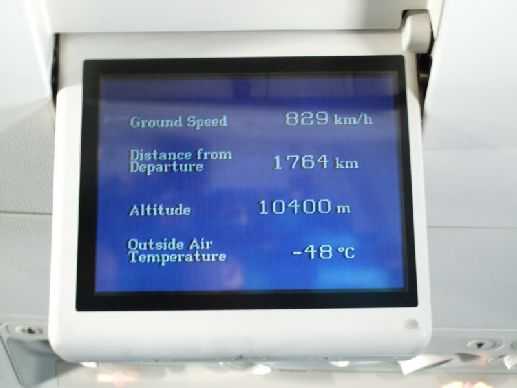 Ground Speed 829 km/h
Distance from
Departure 1764 km
Altitude 10400 m
Outside Air
Temperature -48 °C